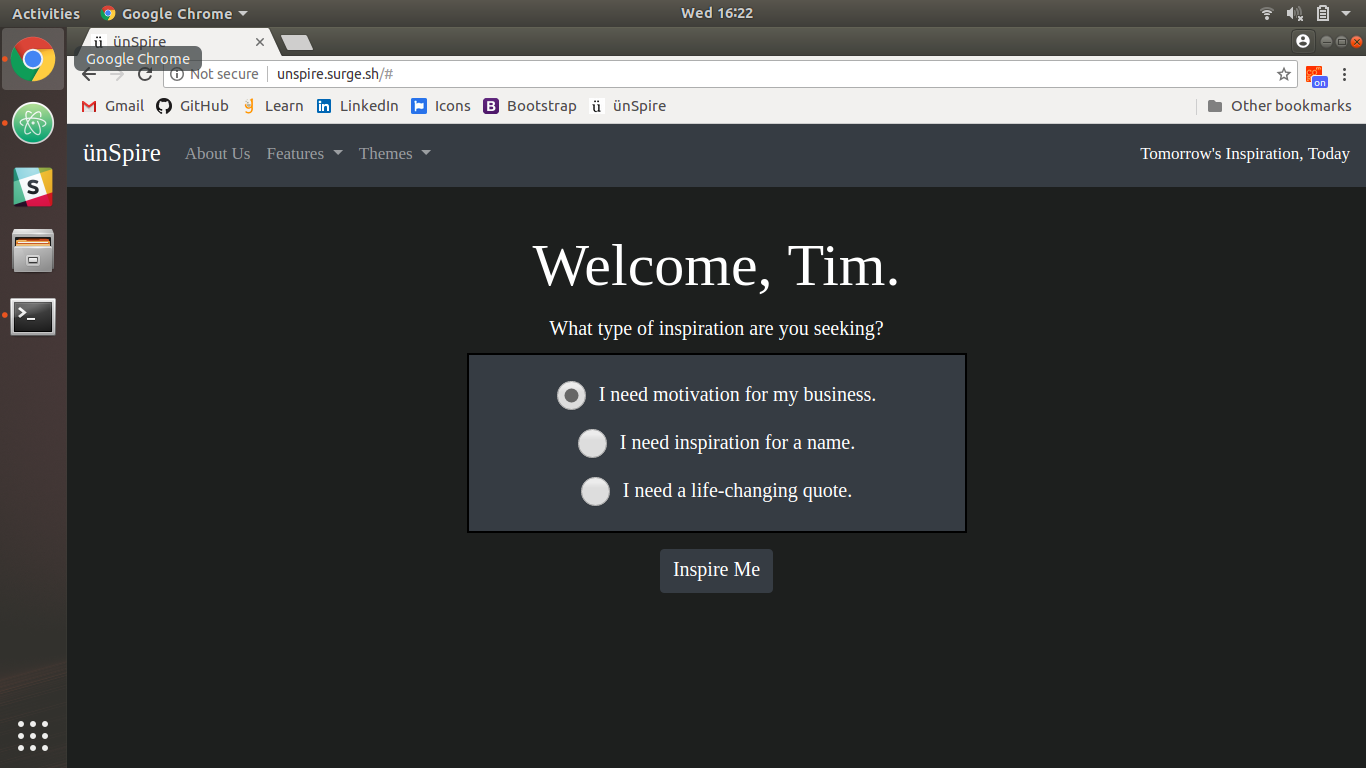 Activities Google Chrome Wed 16:22
ünSpire
Google Chrome
Not secure unspire.surge.sh/#
on
Gmail GitHub Learn LinkedIn Icons B Bootstrap ü ünSpire Other bookmarks
ünSpire About Us Features Themes Tomorrow's Inspiration, Today
Welcome, Tim.
What type of inspiration are you seeking?
I need motivation for my business.
I need inspiration for a name.
I need a life-changing quote.
Inspire Me